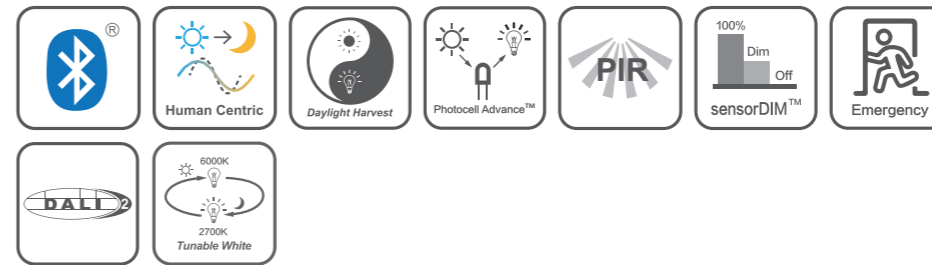 ®
Human Centric
Daylight Harvest
Photocell Advance™
PIR
100%
Dim
Off
sensorDIM™
Emergency
DALI
2
6000K
2700K
Tunable White